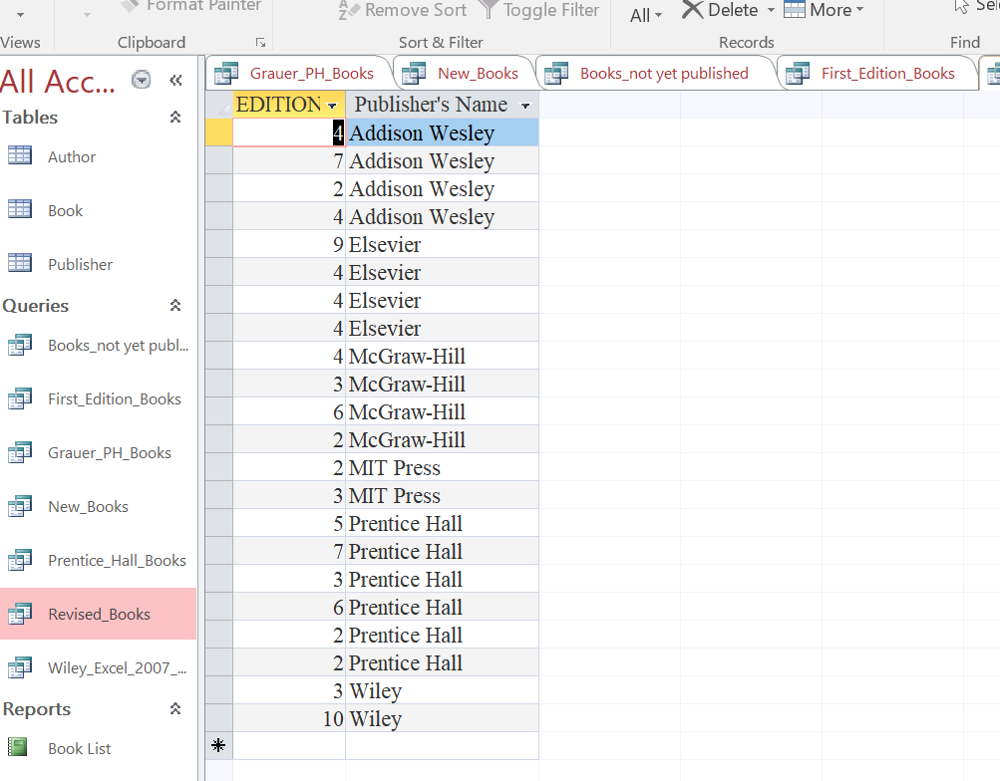 Format Painter
Remove Sort
Toggle Filter
All
Delete
More
Views
Clipboard
Sort & Filter
Records
Find
All Acc...
Tables
Author
Book
Publisher
Queries
Books_not yet publ...
First_Edition_Books
Grauer_PH_Books
New_Books
Prentice_Hall_Books
Revised_Books
Wiley_Excel_2007_...
Reports
Book List
Grauer_PH_Books
New_Books
Books_not yet published
First_Edition_Books
EDITION Publisher's Name
4 Addison Wesley
7 Addison Wesley
2 Addison Wesley
4 Addison Wesley
9 Elsevier
4 Elsevier
4 Elsevier
4 Elsevier
4 McGraw-Hill
3 McGraw-Hill
6 McGraw-Hill
2 McGraw-Hill
2 MIT Press
3 MIT Press
5 Prentice Hall
7 Prentice Hall
3 Prentice Hall
6 Prentice Hall
2 Prentice Hall
2 Prentice Hall
3 Wiley
10 Wiley